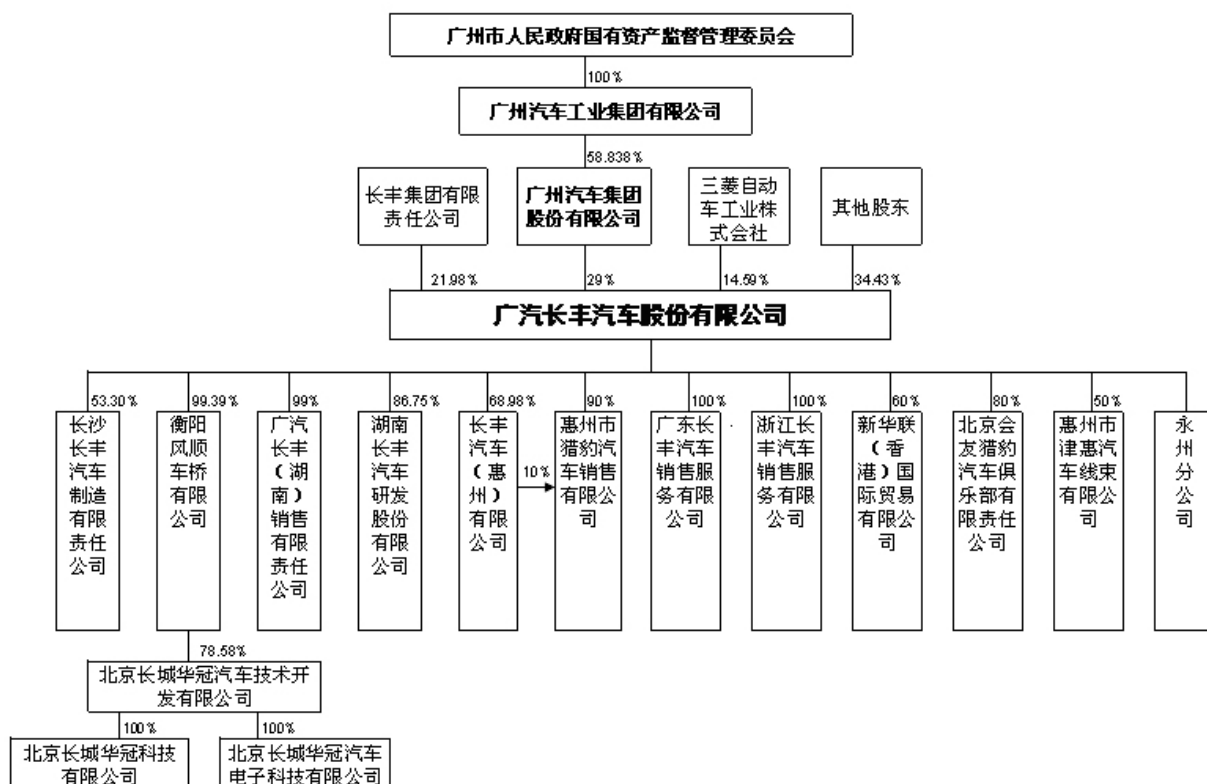 广州市人民政府国有资产监督管理委员会
100%
广州汽车工业集团有限公司
58.838%
长丰集团有限
责任公司
广州汽车集团
股份有限公司
三菱自动
车工业株
式会社
其他股东
21.98%
29%
14.59%
34.43%
广汽长丰汽车股份有限公司
53.30%
99.39%
99%
86.75%
68.98%
90%
100%
100%
60%
80%
50%
长沙
长丰
汽车
制造
有限
责任
公司
衡阳
风顺
车桥
有限
公司
广汽
长丰
（湖
南）
销售
有限
责任
公司
湖南
长丰
汽车
研发
股份
有限
公司
长丰
汽车
（惠
州）
有限
公司
10%
惠州市
猎豹汽
车销售
有限公
司
广东长
丰汽车
销售服
务有限
公司
浙江长
丰汽车
销售服
务有限
公司
新华联
（香
港）国
际贸易
有限公
司
北京会
友猎豹
汽车俱
乐部有
限责任
公司
惠州市
津惠汽
车线束
有限公
司
永
州
分
公
司
78.58%
北京长城华冠汽车技术开
发有限公司
100%
100%
北京长城华冠科技
有限公司
北京长城华冠汽车
电子科技有限公司